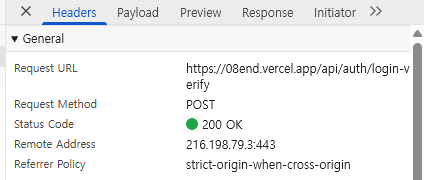 Headers Payload Preview Response Initiator
General
Request URL https://08end.vercel.app/api/auth/login-v
erify
Request Method POST
Status Code 200 OK
Remote Address 216.198.79.3:443
Referrer Policy strict-origin-when-cross-origin